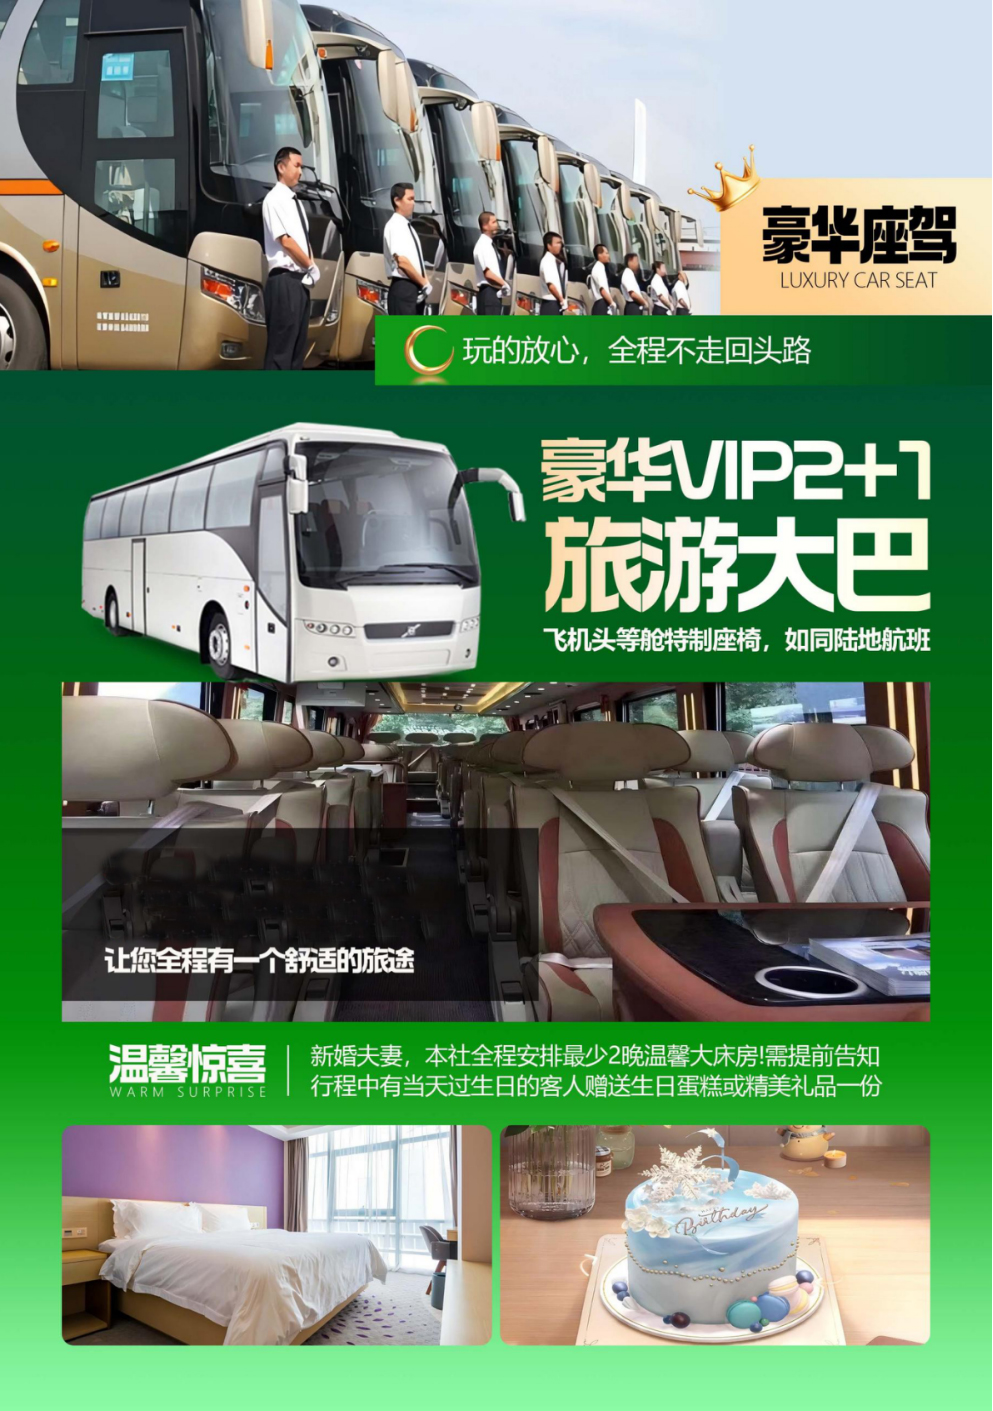 豪华座驾
LUXURY CAR SEAT
玩的放心，全程不走回头路
豪华VIP2+1
旅游大巴
飞机头等舱特制座椅，如同陆地航班
让您全程有一个舒适的旅途
温馨惊喜
WARM SURPRISE
新婚夫妻，本社全程安排最少2晚温馨大床房!需提前告知
行程中有当天过生日的客人赠送生日蛋糕或精美礼品一份
Birthday